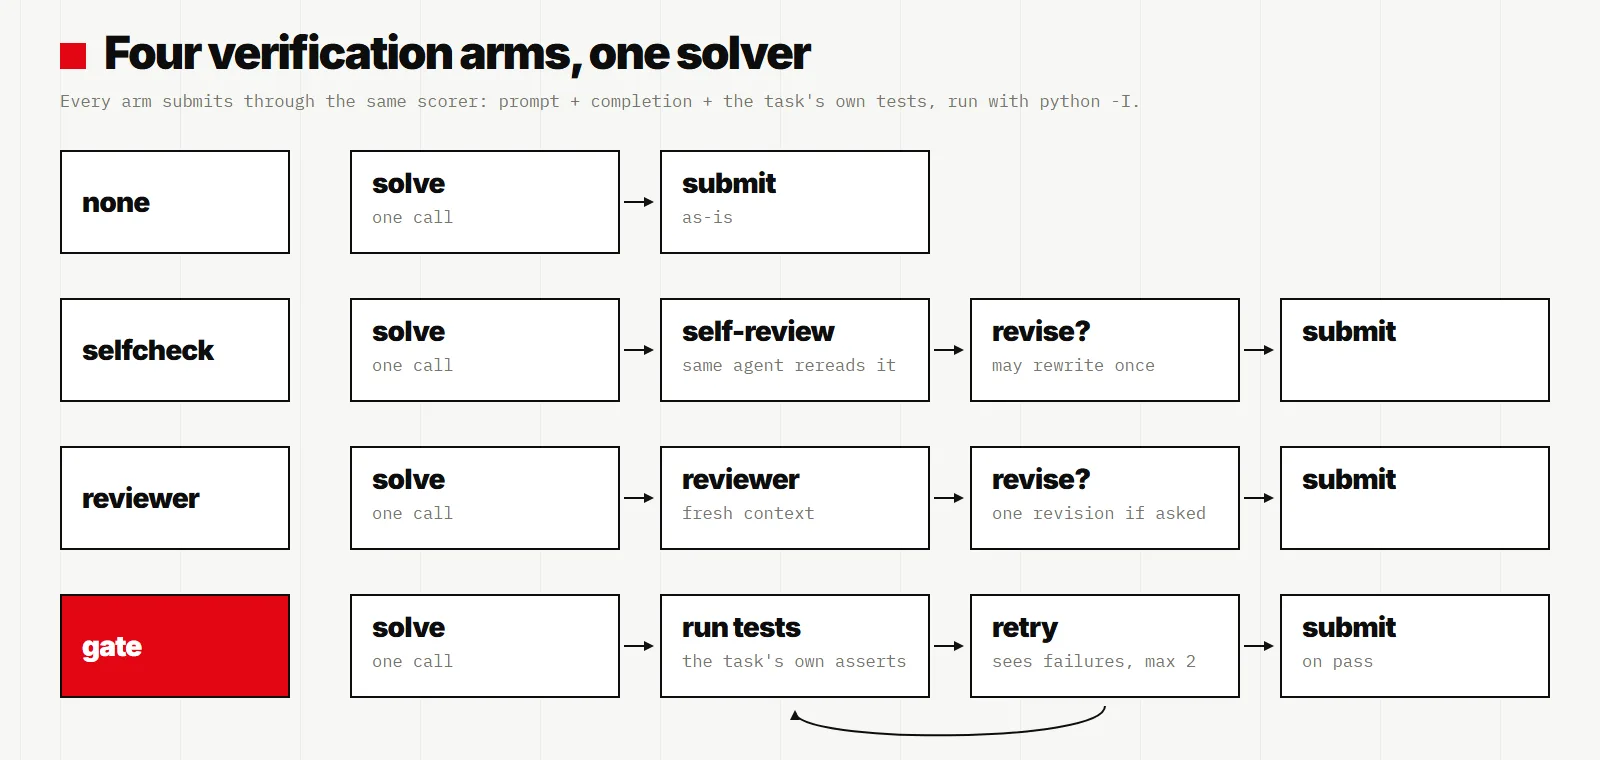 Four verification arms, one solver
Every arm submits through the same scorer: prompt + completion + the task's own tests, run with python -I.
none
solve
one call
submit
as-is
selfcheck
solve
one call
self-review
same agent rereads it
revise?
may rewrite once
submit
reviewer
solve
one call
reviewer
fresh context
revise?
one revision if asked
submit
gate
solve
one call
run tests
the task's own asserts
retry
sees failures, max 2
submit
on pass